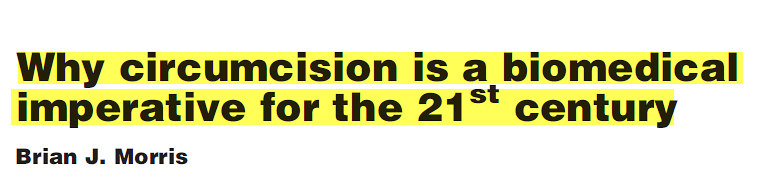 Why circumcision is a biomedical
imperative for the 21st century
Brian J. Morris